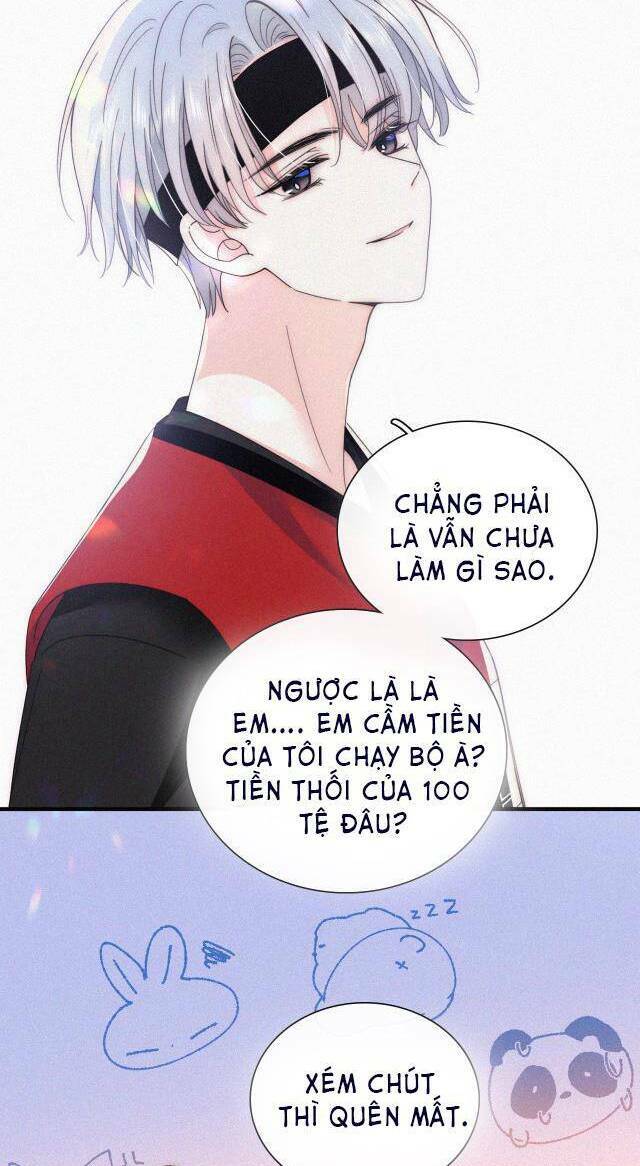 CHẲNG PHẢI
LÀ VẪN CHƯA
LÀM GÌ SAO.
NGƯỢC LÀ LÀ
EM.... EM CẦM TIỀN
CỦA TÔI CHẠY BỘ À?
TIỀN THỐI CỦA 100
TỆ ĐÂU?
ZZZ
XÉM CHÚT
THÌ QUÊN MẤT.